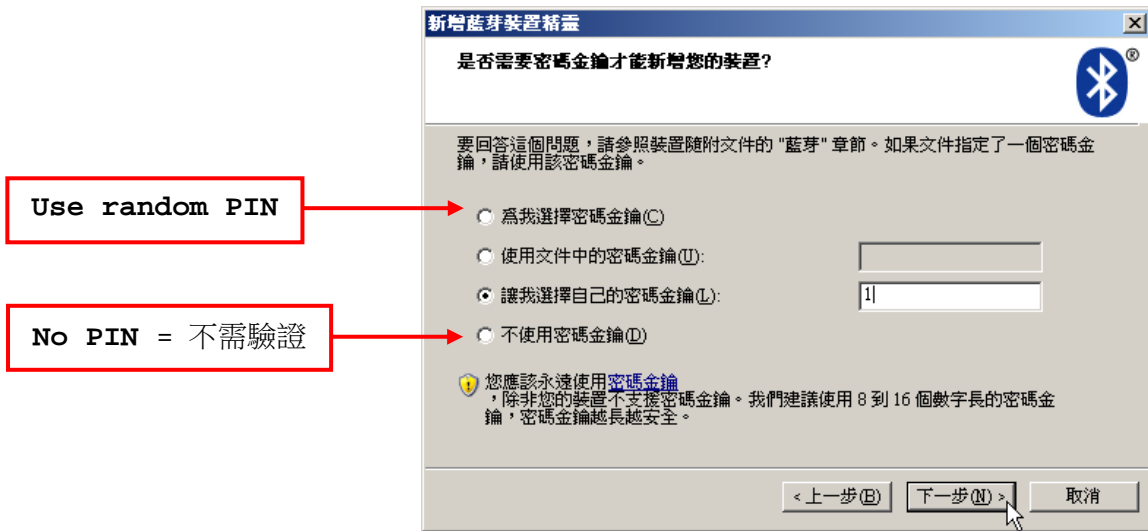 新增藍芽裝置精靈
是否需要密碼金鑰才能新增您的裝置?
®
要回答這個問題，請參照裝置隨附文件的 "藍芽" 章節。如果文件指定了一個密碼金
鑰，請使用該密碼金鑰。
Use random PIN
為我選擇密碼金鑰(C)
使用文件中的密碼金鑰(U):
讓我選擇自己的密碼金鑰(L):
1
No PIN = 不需驗證
不使用密碼金鑰(D)
您應該永遠使用密碼金鑰
，除非您的裝置不支援密碼金鑰。我們建議使用 8 到 16 個數字長的密碼金
鑰，密碼金鑰越長越安全。
<上一步(B)
下一步(N)>
取消